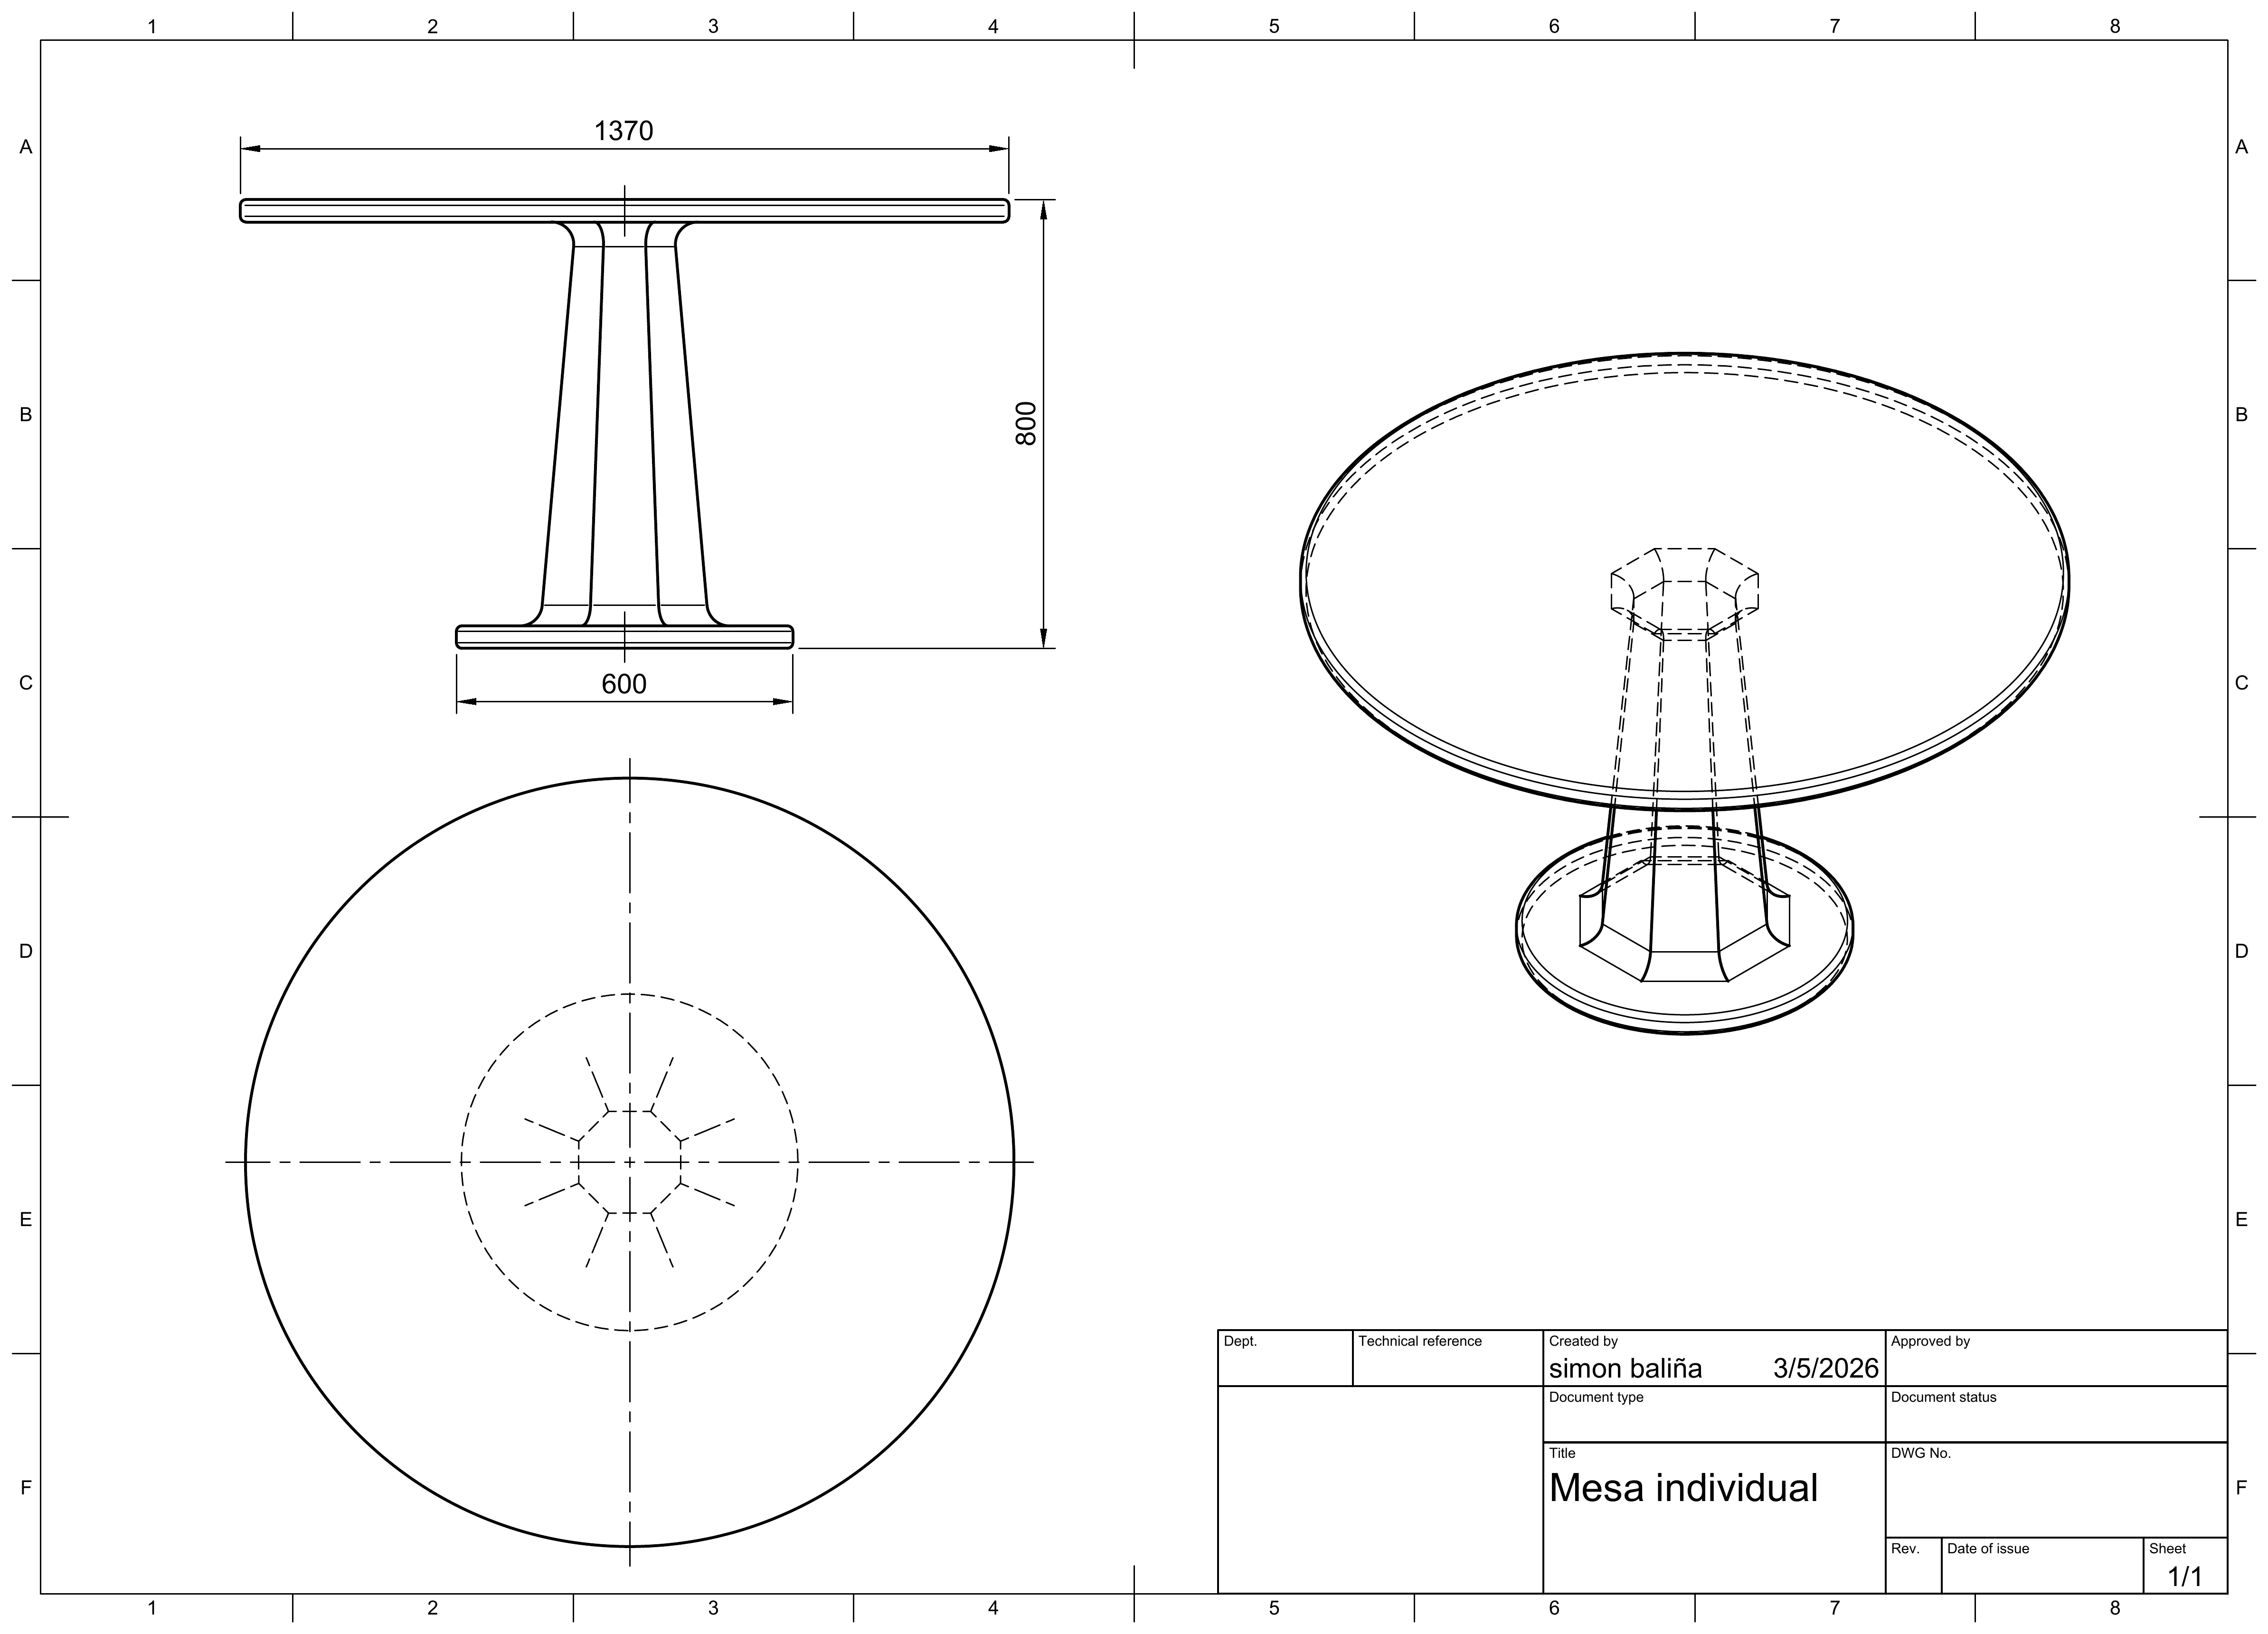 1 2 3 4 5 6 7 8
A A
1370
B B
800
C C
600
D D
E E
Dept. Technical reference Created by Approved by
simon baliña 3/5/2026
Document type Document status
Title DWG No.
Mesa individual
F F
Rev. Date of issue Sheet
1/1
1 2 3 4 5 6 7 8